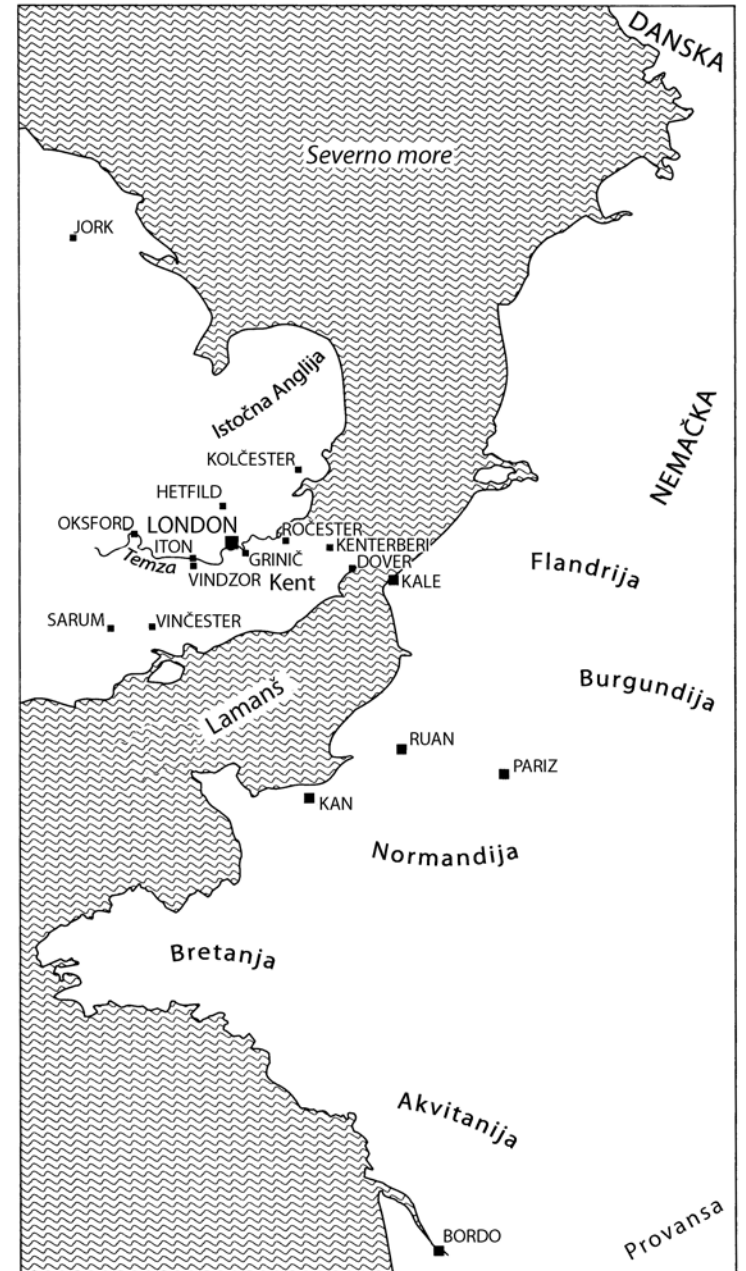 DANSKA
Severno more
JORK
Istočna Anglija
NEMAČKA
KOLČESTER
HETFILD
OKSFORD
LONDON
ROČESTER
ITON
KENTERBERI
Temza
GRINIČ
DOVER
Flandrija
VINDZOR
Kent
KALE
SARUM
VINČESTER
Burgundija
Lamanš
RUAN
PARIZ
KAN
Normandija
Bretanja
Akvitanija
Provansa
BORDO